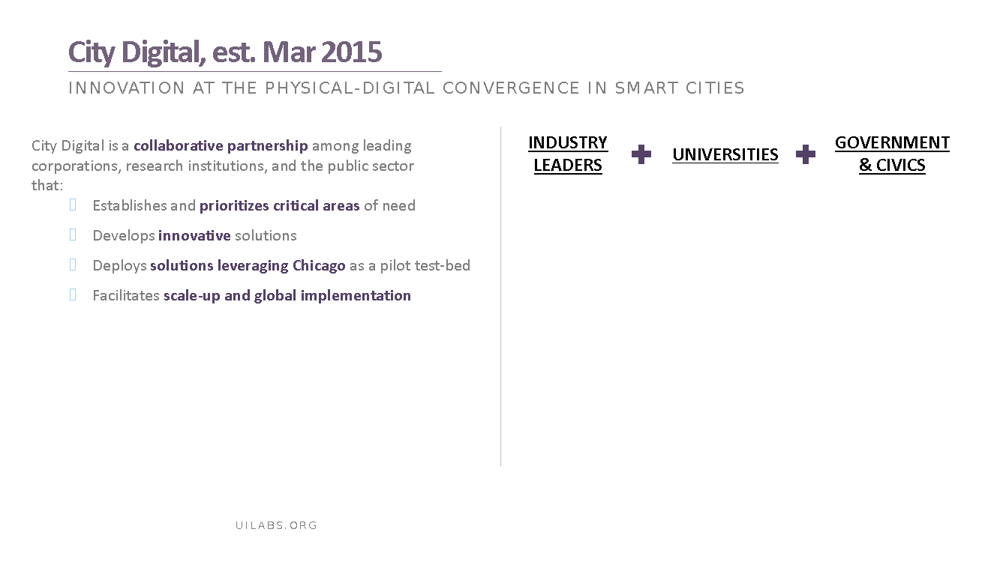 City Digital, est. Mar 2015
INNOVATION AT THE PHYSICAL-DIGITAL CONVERGENCE IN SMART CITIES
City Digital is a collaborative partnership among leading
corporations, research institutions, and the public sector
that:
Establishes and prioritizes critical areas of need
Develops innovative solutions
Deploys solutions leveraging Chicago as a pilot test-bed
Facilitates scale-up and global implementation
INDUSTRY
LEADERS
UNIVERSITIES
GOVERNMENT
& CIVICS
UILABS.ORG